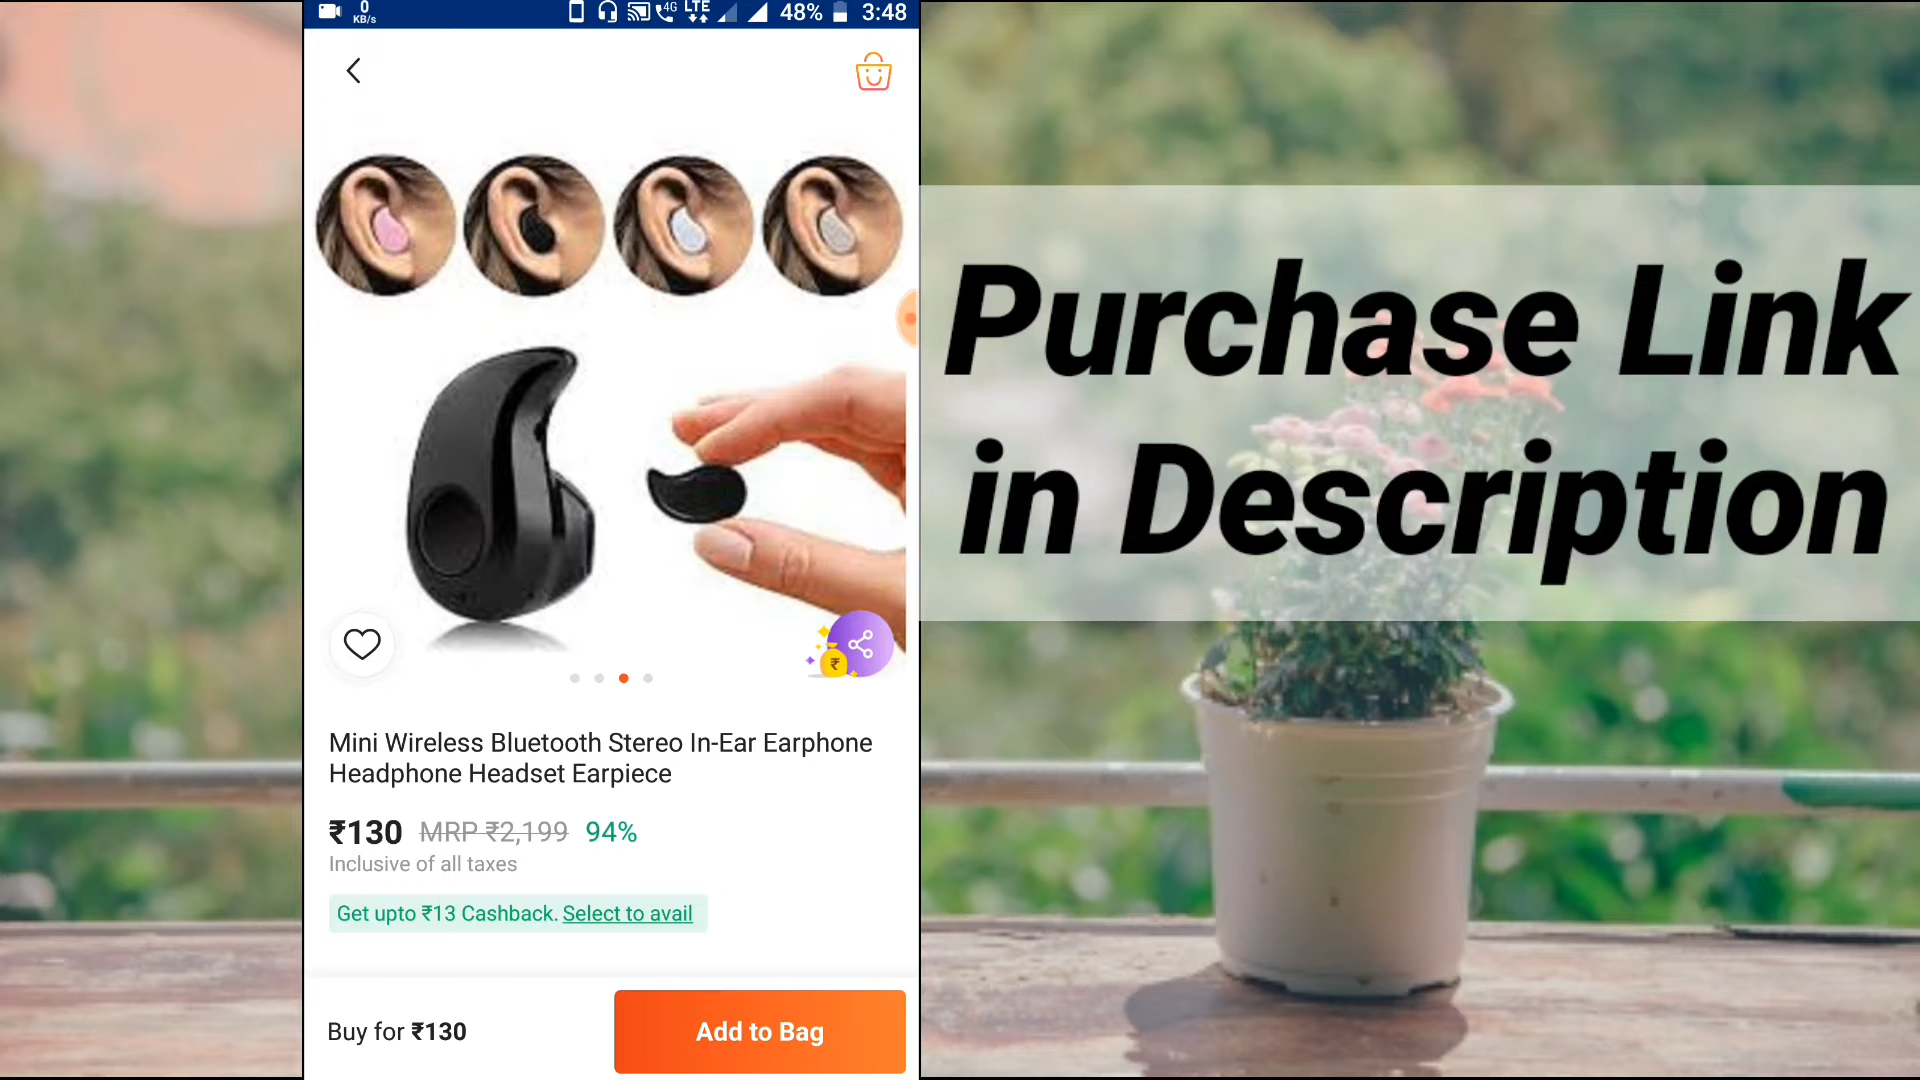 0
KB/s
4G
LTE
48%
3:48
Purchase Link
in Description
₹
Mini Wireless Bluetooth Stereo In-Ear Earphone
Headphone Headset Earpiece
₹130 MRP ₹2,199 94%
Inclusive of all taxes
Get upto ₹13 Cashback. Select to avail
Buy for ₹130
Add to Bag